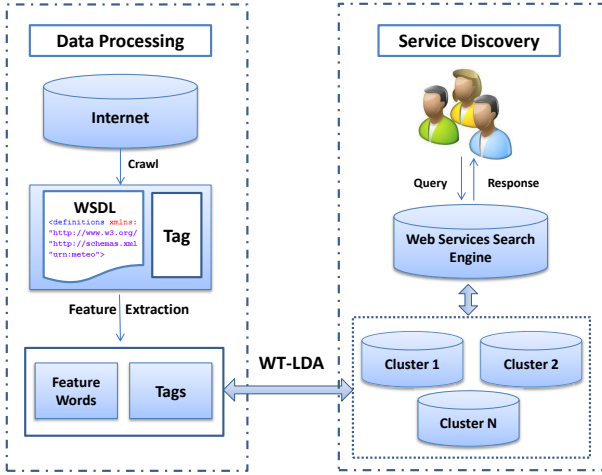 Data Processing
Internet
Crawl
WSDL
<definitions xmlns:
"http://www.w3.org/
"http://schemas.xml
"urn:meteo">
Tag
Feature Extraction
Feature
Words
Tags
WT-LDA
Service Discovery
Query
Response
Web Services Search
Engine
Cluster 1
Cluster 2
Cluster N